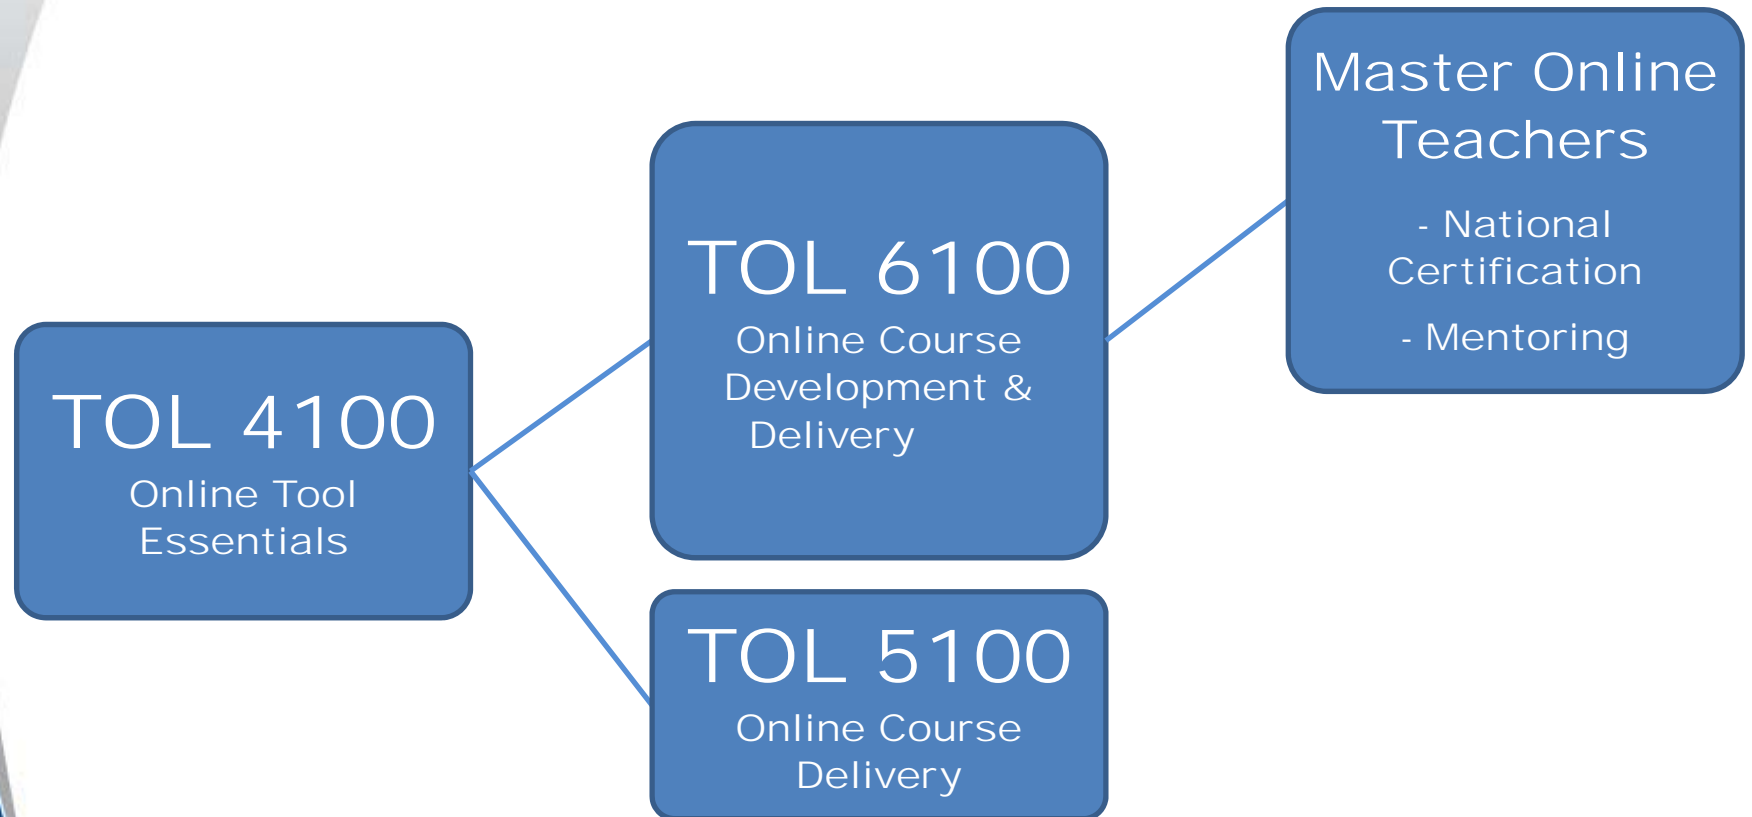 TOL 4100
Online Tool
Essentials
TOL 6100
Online Course
Development &
Delivery
TOL 5100
Online Course
Delivery
Master Online
Teachers
- National
Certification
- Mentoring